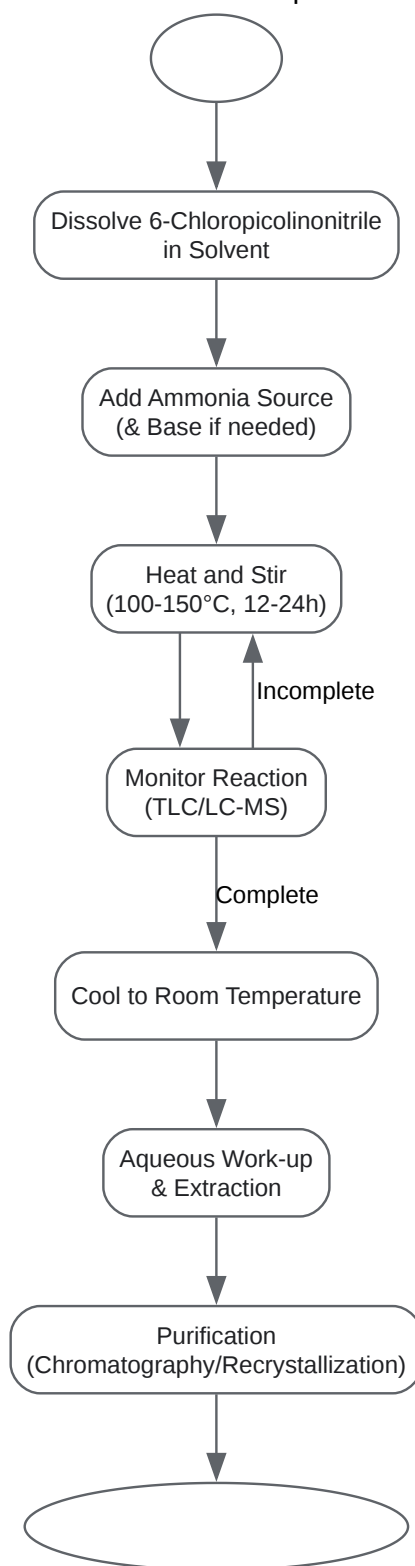 Dissolve 6-Chloropicolinonitrile
in Solvent
Add Ammonia Source
(& Base if needed)
Heat and Stir
(100-150°C, 12-24h)
Incomplete
Monitor Reaction
(TLC/LC-MS)
Complete
Cool to Room Temperature
Aqueous Work-up
& Extraction
Purification
(Chromatography/Recrystallization)